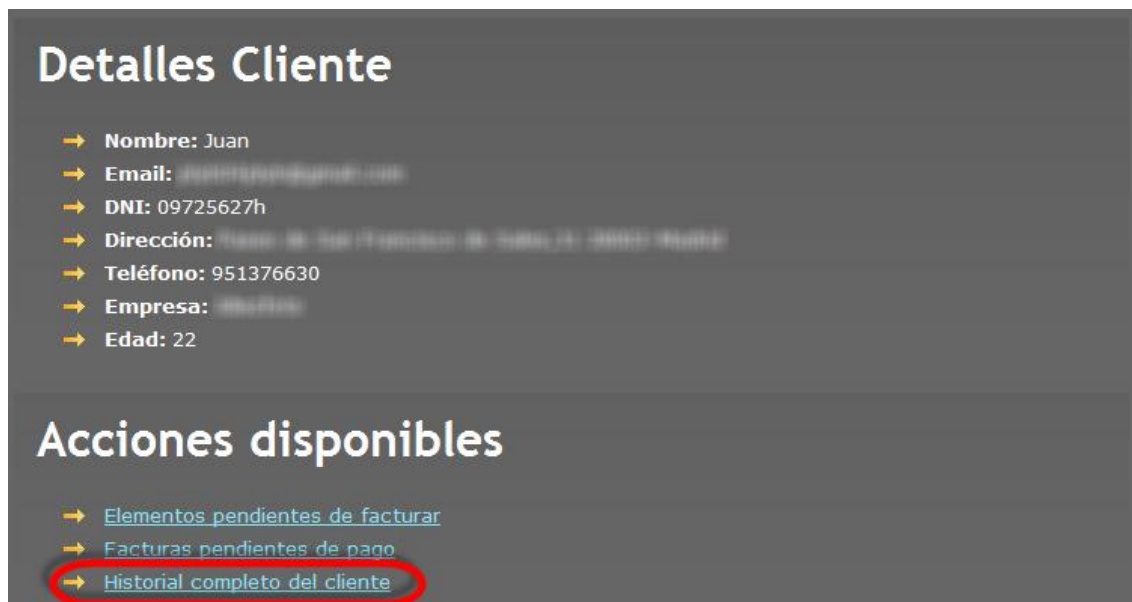 Detalles Cliente
Nombre: Juan
Email:
DNI: 09725627h
Dirección:
Teléfono: 951376630
Empresa:
Edad: 22
Acciones disponibles
Elementos pendientes de facturar
Facturas pendientes de pago
Historial completo del cliente